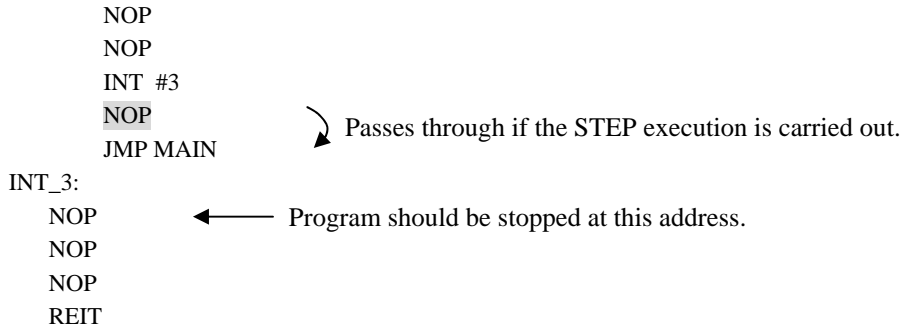 NOP
NOP
INT #3
NOP
Passes through if the STEP execution is carried out.
JMP MAIN
INT_3:
NOP Program should be stopped at this address.
NOP
NOP
REIT